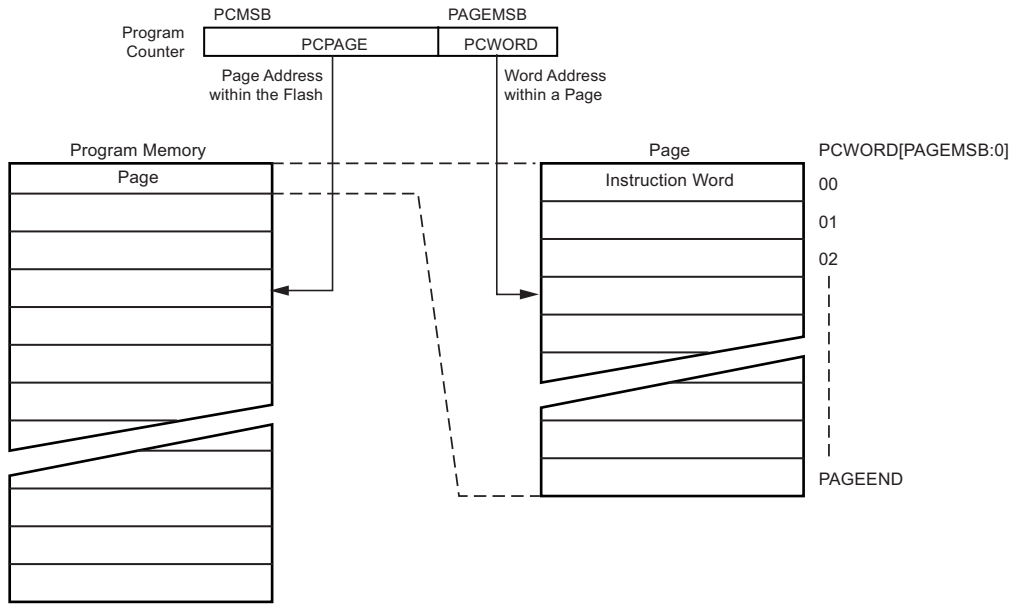 PCMSB PAGEMSB
Program
Counter
PCPAGE PCWORD
Page Address
within the Flash
Word Address
within a Page
Program Memory Page PCWORD[PAGEMSB:0]
Page Instruction Word 00
01
02
PAGEEND